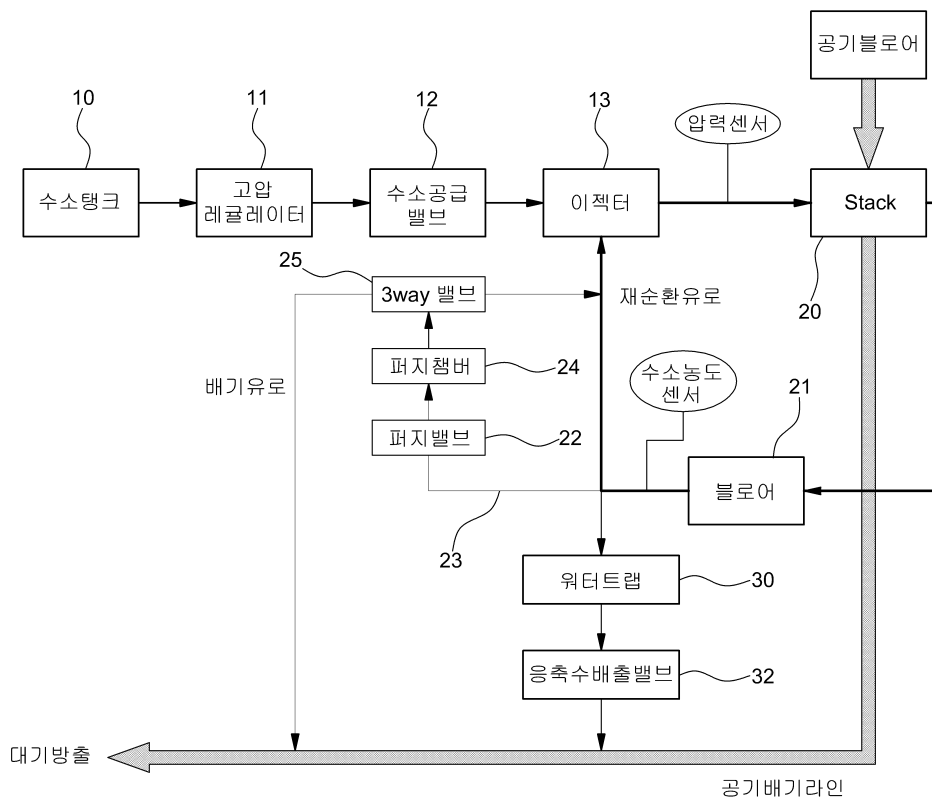 공기블로어
10
11
12
13
압력센서
수소탱크
고압
레귤레이터
수소공급
밸브
이젝터
Stack
20
25
3way 밸브
재순환유로
퍼지챔버
24
배기유로
수소농도
센서
21
퍼지밸브
22
블로어
23
워터트랩
30
응축수배출밸브
32
대기방출
공기배기라인